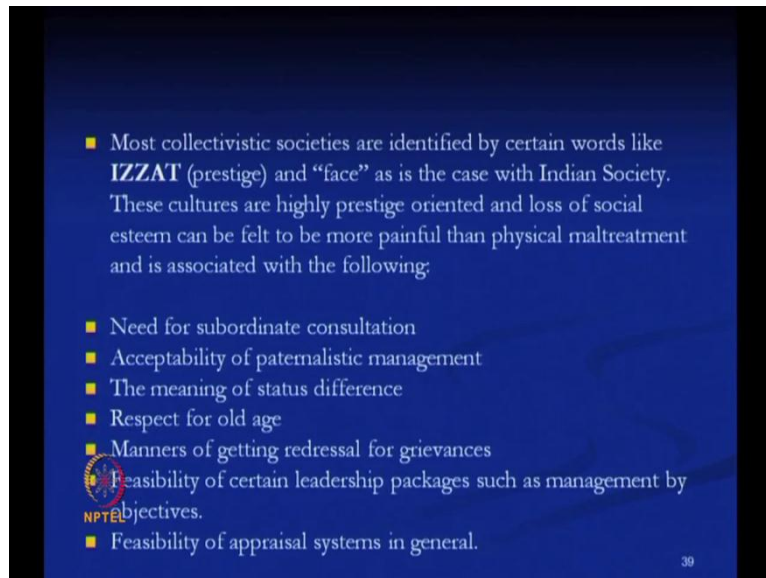 Most collectivistic societies are identified by certain words like
IZZAT (prestige) and “face” as is the case with Indian Society.
These cultures are highly prestige oriented and loss of social
esteem can be felt to be more painful than physical maltreatment
and is associated with the following:
Need for subordinate consultation
Acceptability of paternalistic management
The meaning of status difference
Respect for old age
Manners of getting redressal for grievances
Feasibility of certain leadership packages such as management by
objectives.
NPTEL
Feasibility of appraisal systems in general.
39